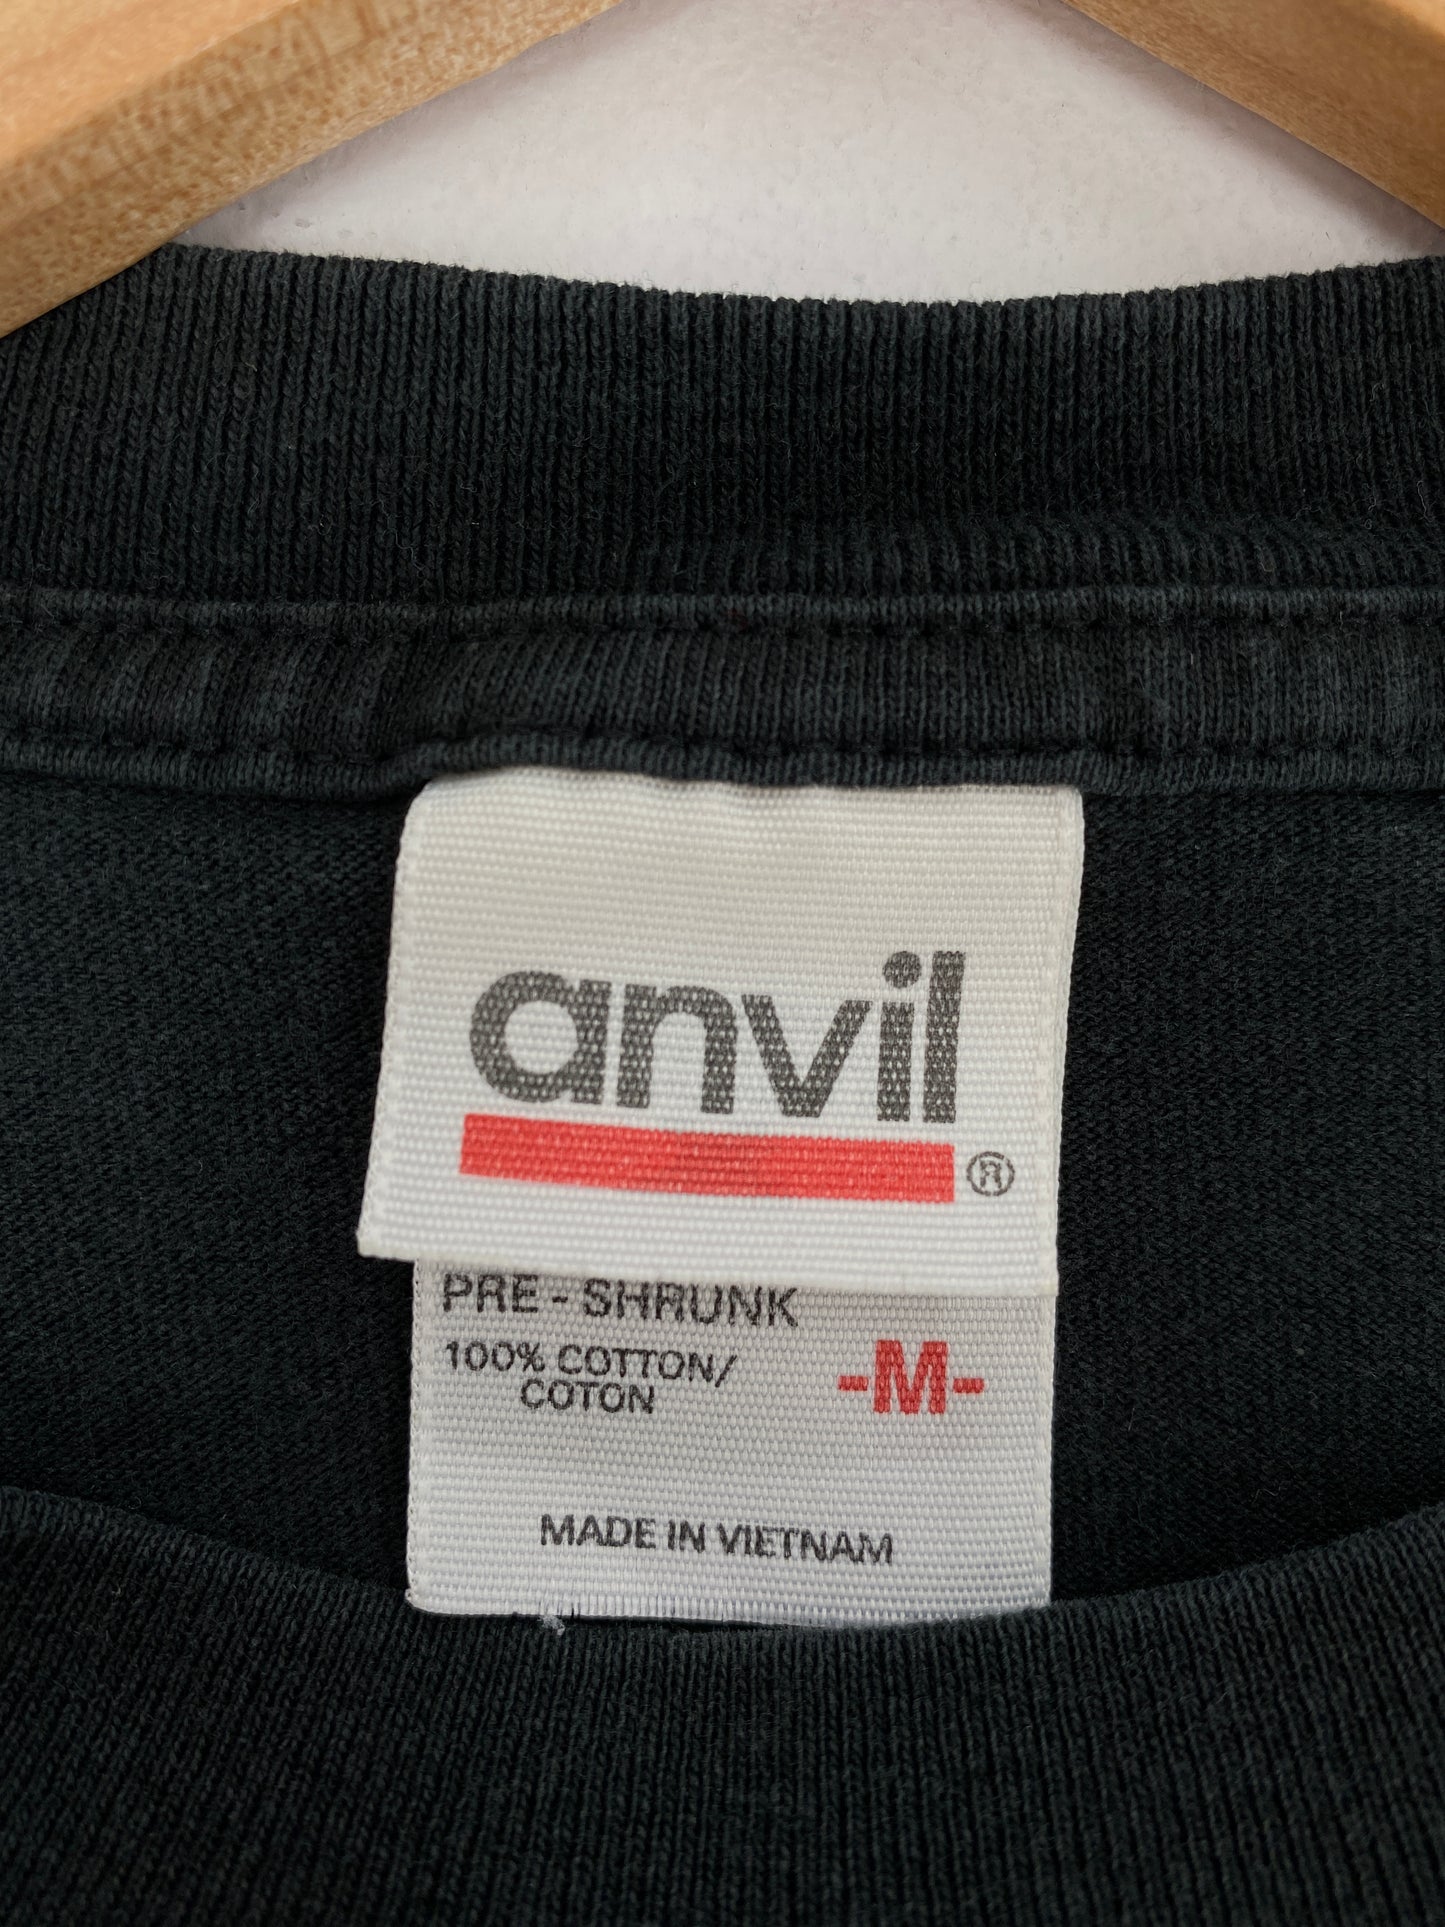 anvil
®
PRE-SHRUNK
100% COTTON/
COTON
-M-
MADE IN VIETNAM